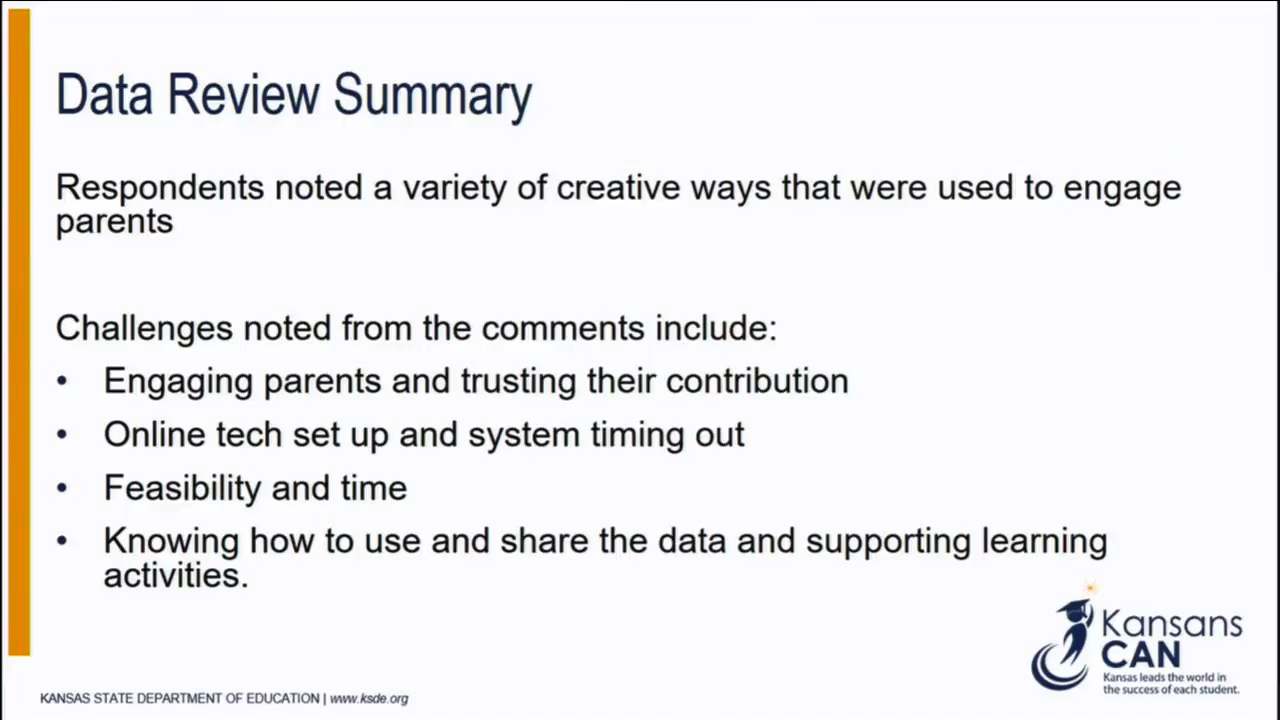 Data Review Summary
Respondents noted a variety of creative ways that were used to engage
parents
Challenges noted from the comments include:
• Engaging parents and trusting their contribution
• Online tech set up and system timing out
• Feasibility and time
• Knowing how to use and share the data and supporting learning
activities.
Kansans
CAN
Kansas leads the world in
the success of each student.
KANSAS STATE DEPARTMENT OF EDUCATION | www.ksde.org